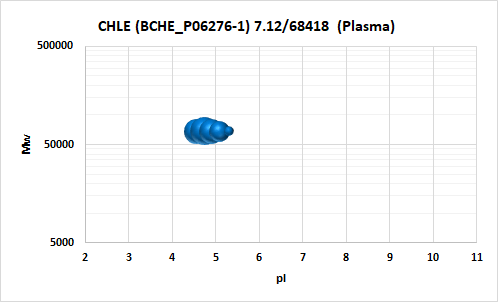 CHLE (BCHE_P06276-1) 7.12/68418 (Plasma)
500000
50000
5000
Mw
2 3 4 5 6 7 8 9 10 11
pI